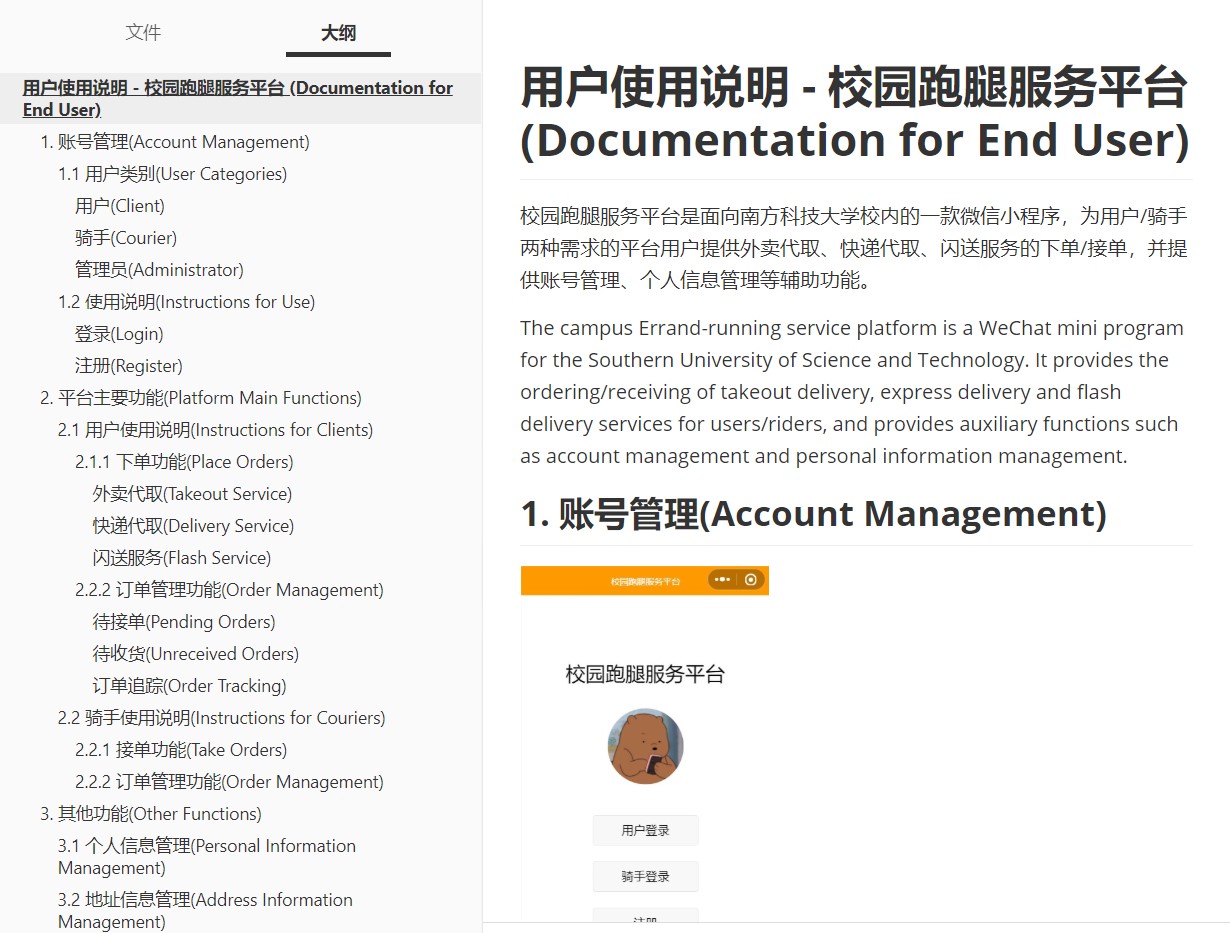 文件
大纲
用户使用说明 - 校园跑腿服务平台 (Documentation for
End User)
1. 账号管理(Account Management)
1.1 用户类别(User Categories)
用户(Client)
骑手(Courier)
管理员(Administrator)
1.2 使用说明(Instructions for Use)
登录(Login)
注册(Register)
2. 平台主要功能(Platform Main Functions)
2.1 用户使用说明(Instructions for Clients)
2.1.1 下单功能(Place Orders)
外卖代取(Takeout Service)
快递代取(Delivery Service)
闪送服务(Flash Service)
2.2.2 订单管理功能(Order Management)
待接单(Pending Orders)
待收货(Unreceived Orders)
订单追踪(Order Tracking)
2.2 骑手使用说明(Instructions for Couriers)
2.2.1 接单功能(Take Orders)
2.2.2 订单管理功能(Order Management)
3. 其他功能(Other Functions)
3.1 个人信息管理(Personal Information
Management)
3.2 地址信息管理(Address Information
Management)
用户使用说明 - 校园跑腿服务平台
(Documentation for End User)
校园跑腿服务平台是面向南方科技大学校内的一款微信小程序，为用户/骑手
两种需求的平台用户提供外卖代取、快递代取、闪送服务的下单/接单，并提
供账号管理、个人信息管理等辅助功能。
The campus Errand-running service platform is a WeChat mini program
for the Southern University of Science and Technology. It provides the
ordering/receiving of takeout delivery, express delivery and flash
delivery services for users/riders, and provides auxiliary functions such
as account management and personal information management.
1. 账号管理(Account Management)
校园跑腿服务平台
校园跑腿服务平台
用户登录
骑手登录
注册